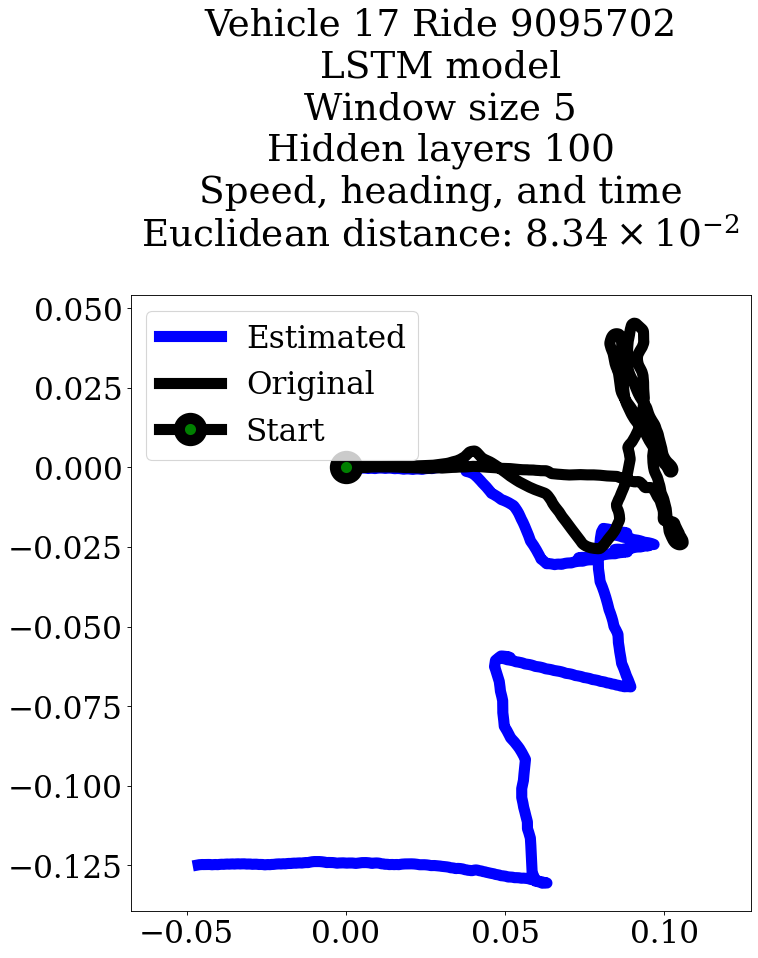 Vehicle 17 Ride 9095702
LSTM model
Window size 5
Hidden layers 100
Speed, heading, and time
Euclidean distance: 8.34 × 10⁻²
0.050
0.025
0.000
−0.025
−0.050
−0.075
−0.100
−0.125
Estimated
Original
Start
−0.05 0.00 0.05 0.10